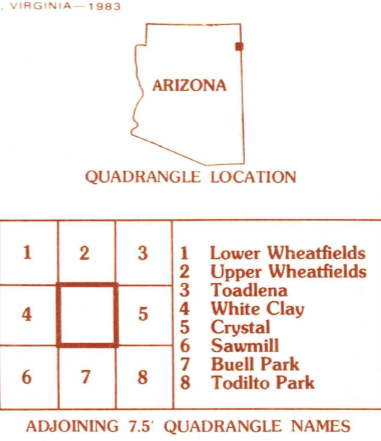 , VIRGINIA—1983
ARIZONA
QUADRANGLE LOCATION
1 2 3
4 5
6 7 8
1 Lower Wheatfields
2 Upper Wheatfields
3 Toadlena
4 White Clay
5 Crystal
6 Sawmill
7 Buell Park
8 Todilto Park
ADJOINING 7.5′ QUADRANGLE NAMES